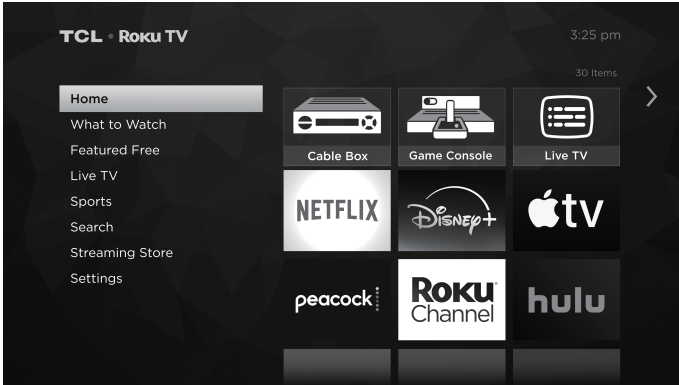 TCL • Roku TV
3:25 pm
30 Items
Home
What to Watch
Featured Free
Live TV
Sports
Search
Streaming Store
Settings
Cable Box
Game Console
Live TV
NETFLIX
Disney+
tv
peacock
Roku
Channel
hulu